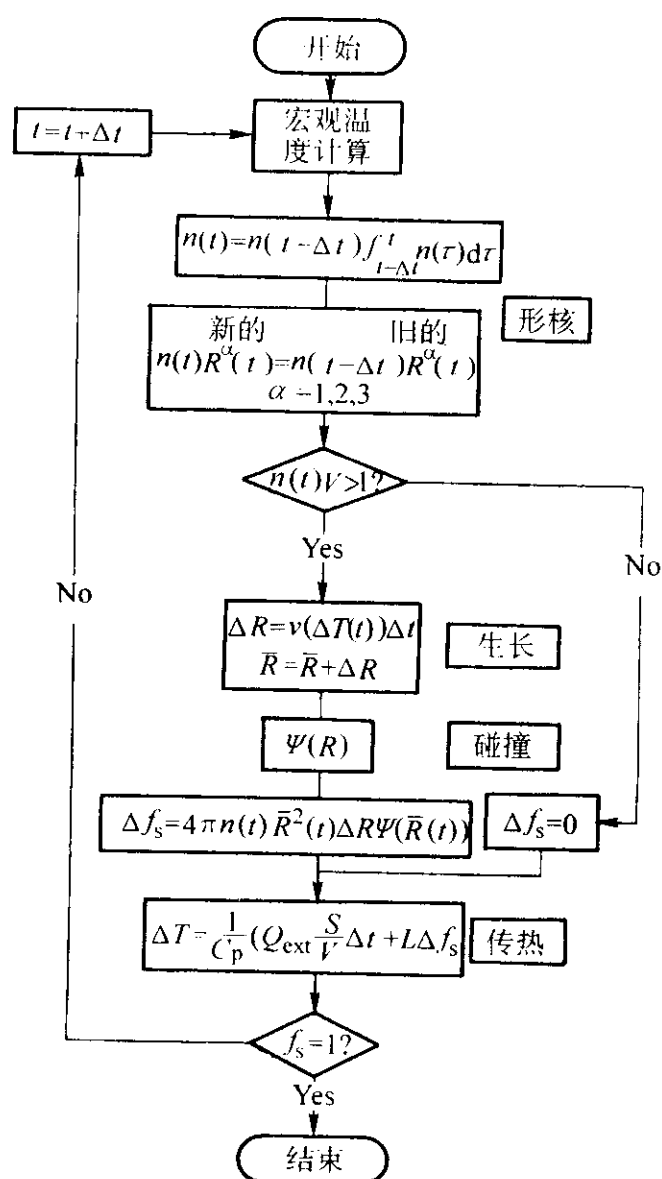 开始
t=t+Δt
宏观温
度计算
n(t)=n(t-Δt)∫_{t-Δt}^{t} n(τ)dτ
形核
新的 旧的
n(t)R^α(t)=n(t-Δt)R^α(t)
α=1,2,3
n(t)V>1?
Yes
No
No
ΔR=v(ΔT(t))Δt
R̄=R̄+ΔR
生长
Ψ(R)
碰撞
Δf_s=4πn(t)R̄²(t)ΔRΨ(R̄(t))
Δf_s=0
ΔT=1/C_p(Q_ext S/V Δt+LΔf_s
传热
f_s=1?
Yes
结束